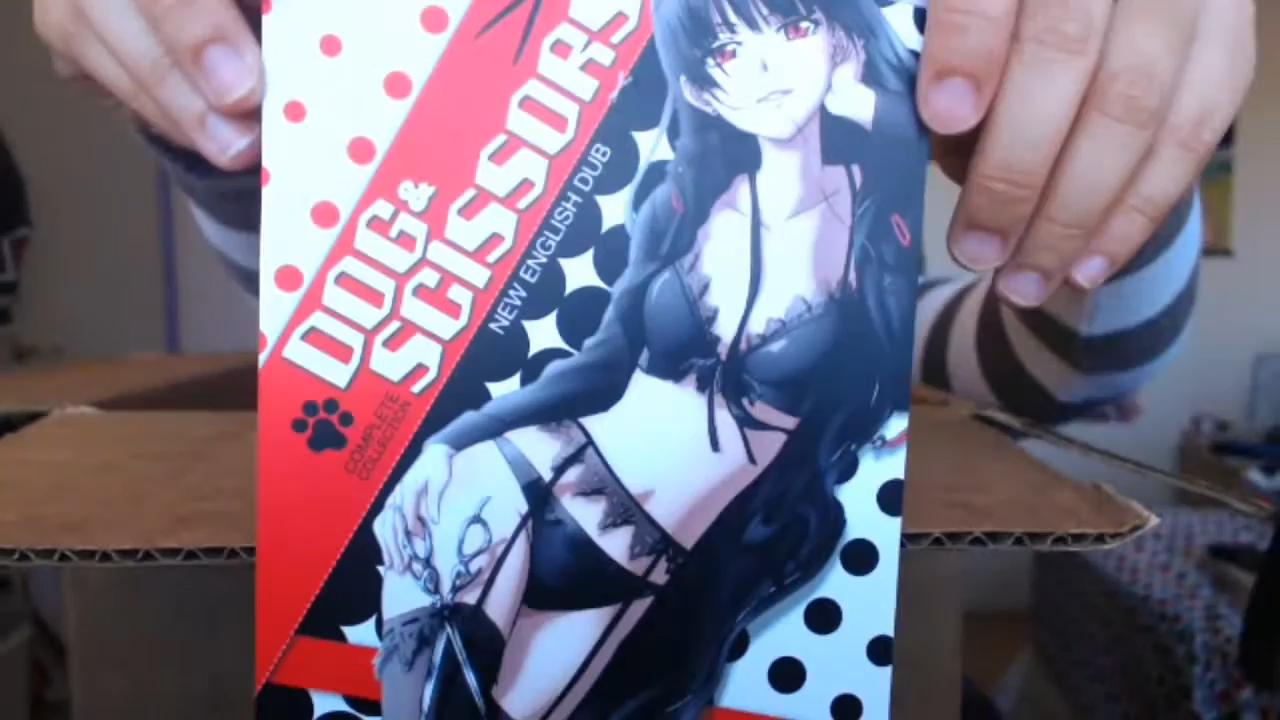 DOG &
SCISSORS
NEW ENGLISH DUB
COMPLETE
COLLECTION